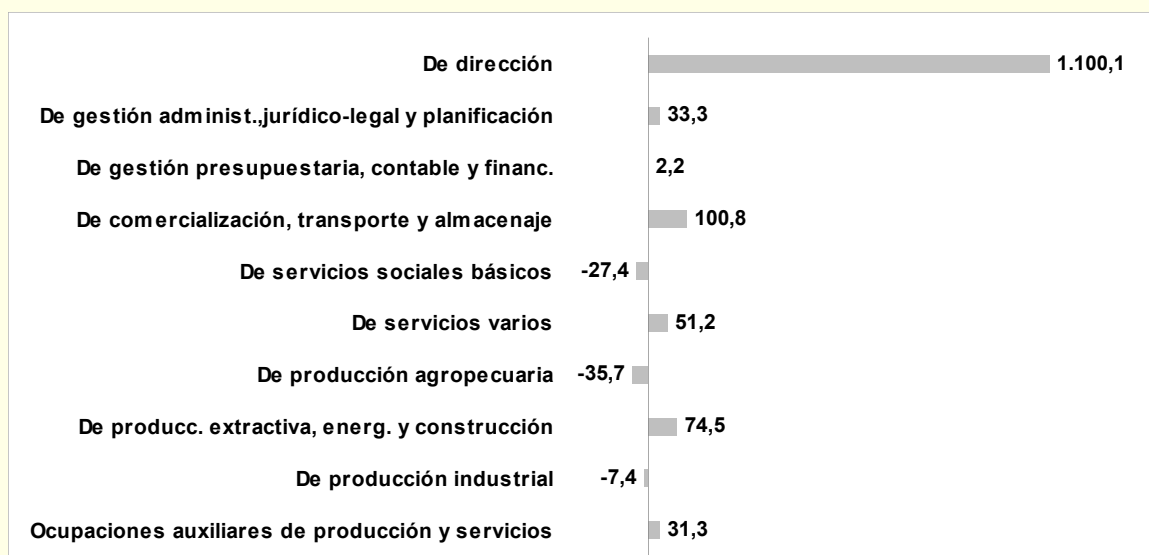 De dirección 1.100,1
De gestión administ.,jurídico-legal y planificación 33,3
De gestión presupuestaria, contable y financ. 2,2
De comercialización, transporte y almacenaje 100,8
De servicios sociales básicos -27,4
De servicios varios 51,2
De producción agropecuaria -35,7
De producc. extractiva, energ. y construcción 74,5
De producción industrial -7,4
Ocupaciones auxiliares de producción y servicios 31,3